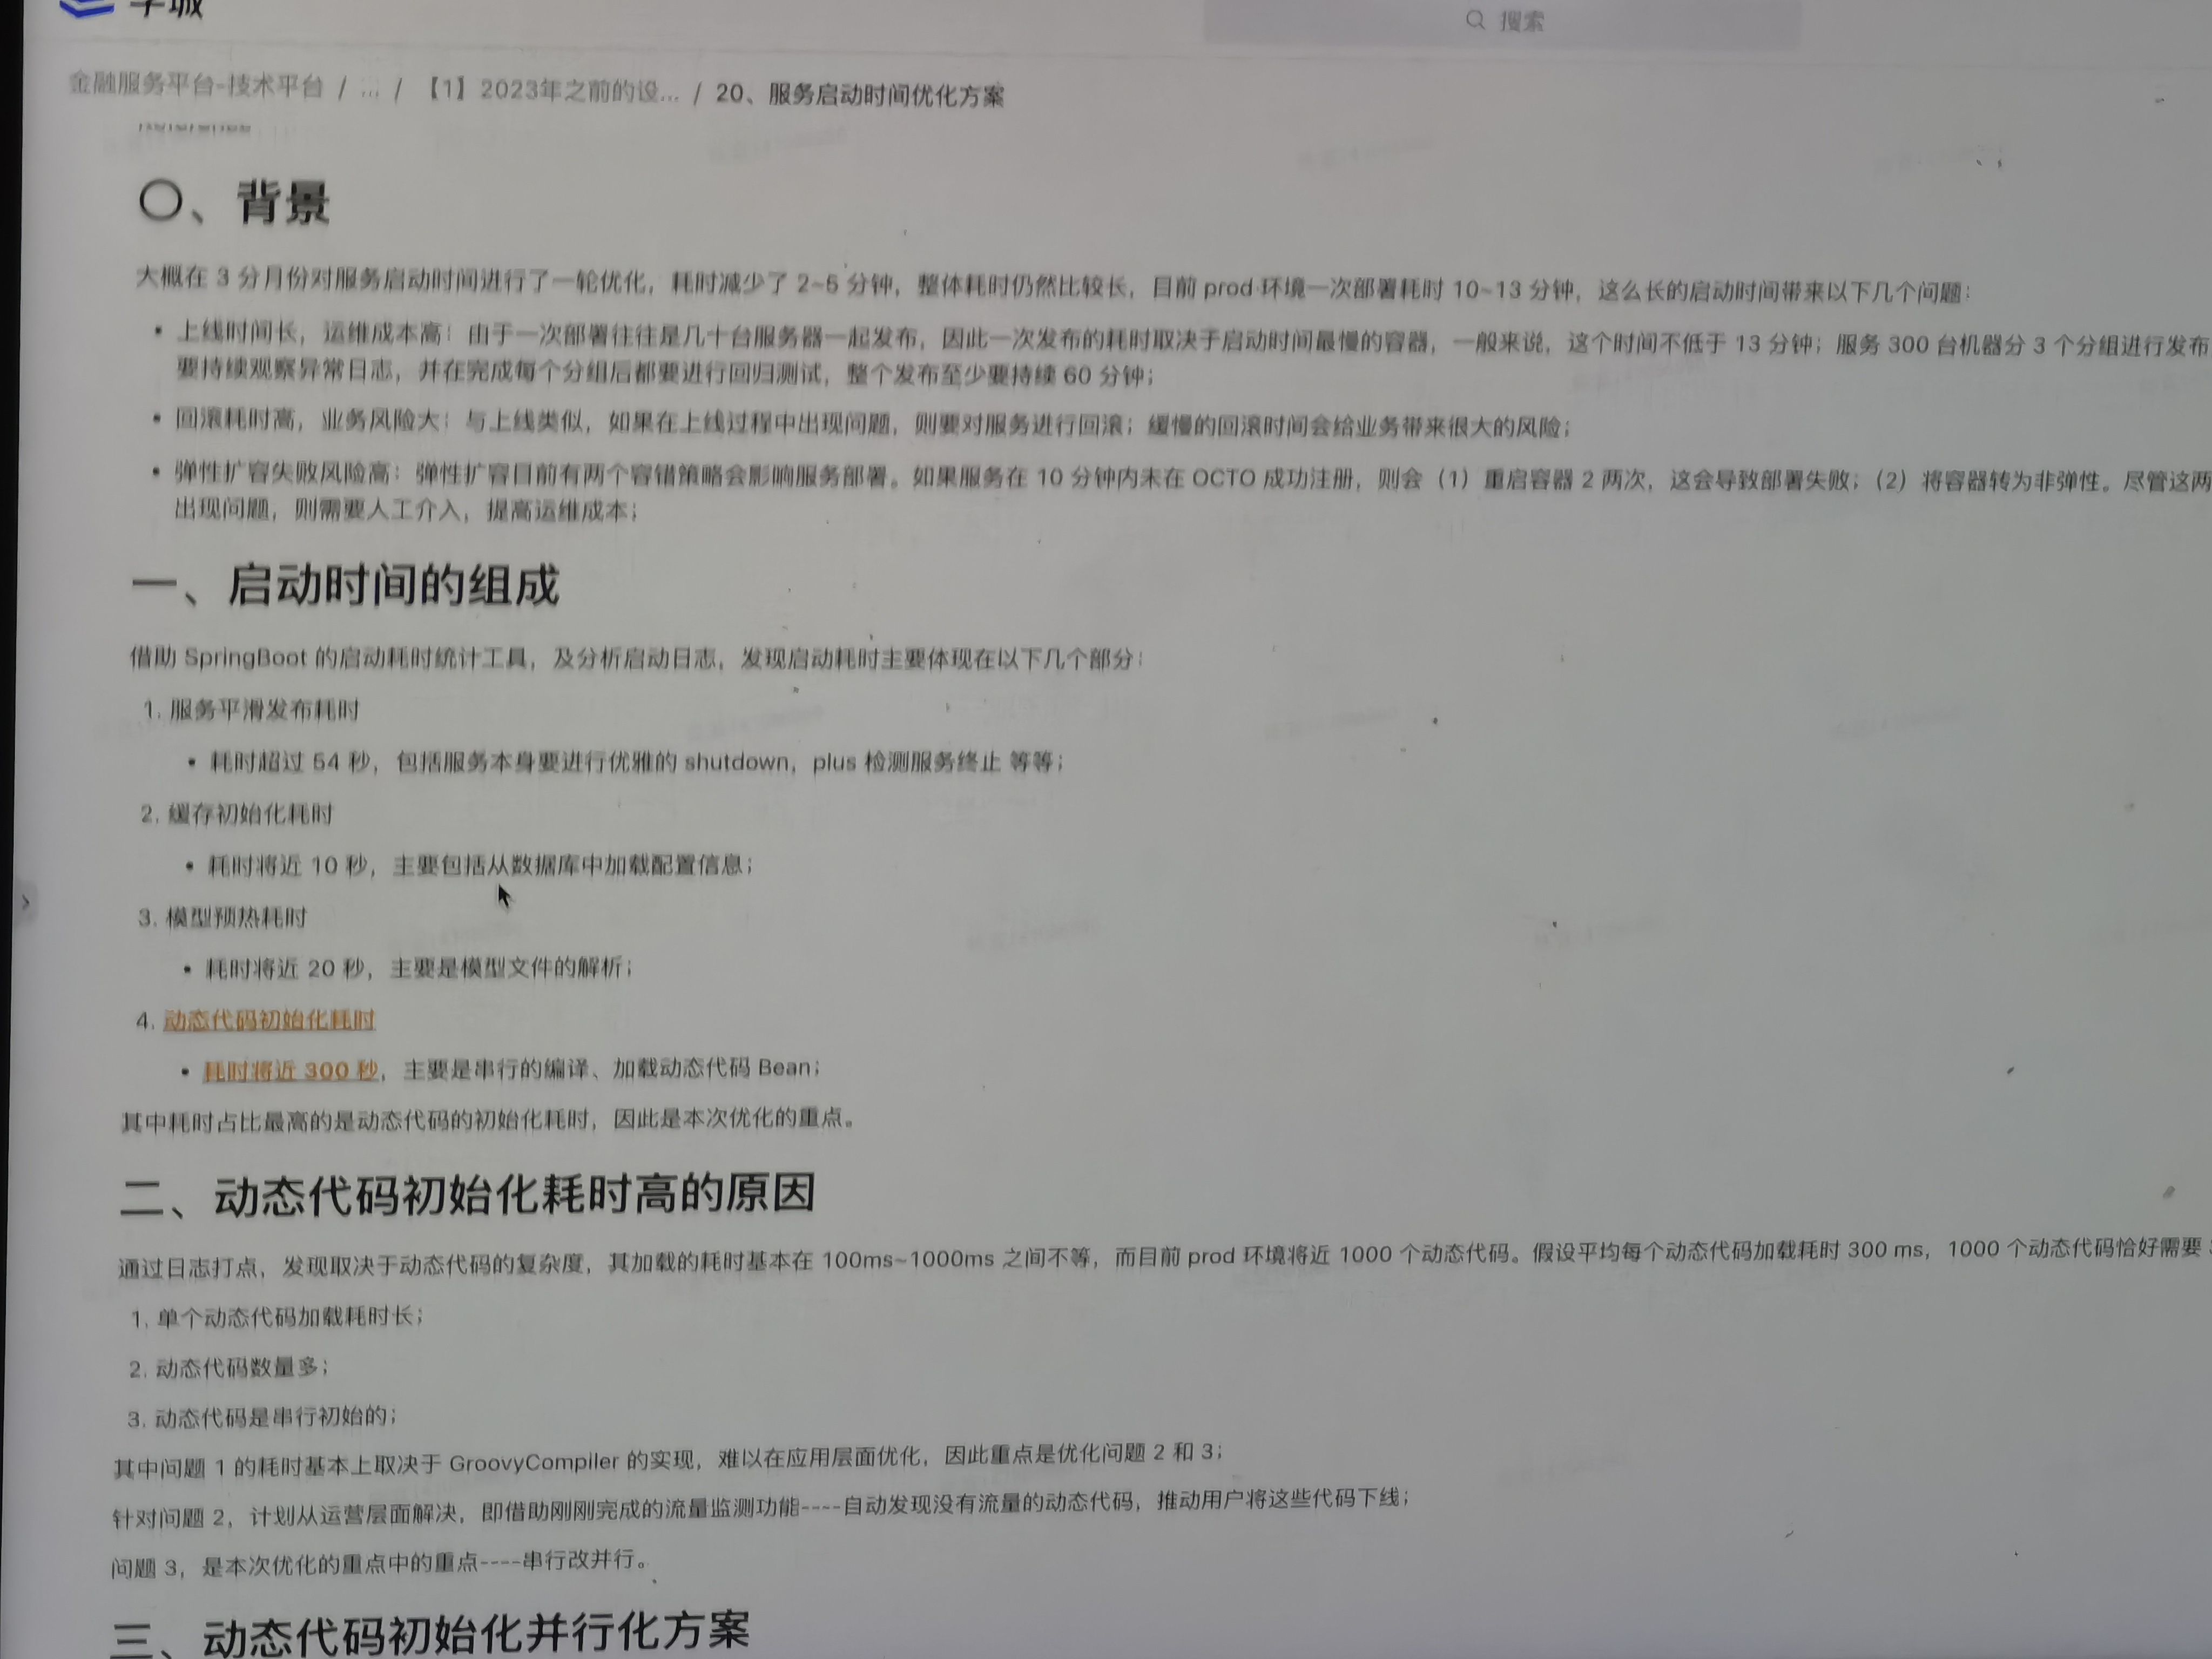 学城
搜索
金融服务平台-技术平台 / ... / 【1】2023年之前的设... / 20、服务启动时间优化方案
〇、背景
大概在 3 分月份对服务启动时间进行了一轮优化，耗时减少了 2~5 分钟，整体耗时仍然比较长，目前 prod 环境一次部署耗时 10~13 分钟，这么长的启动时间带来以下几个问题：
• 上线时间长，运维成本高：由于一次部署往往是几十台服务器一起发布，因此一次发布的耗时取决于启动时间最慢的容器，一般来说，这个时间不低于 13 分钟；服务 300 台机器分 3 个分组进行发布
要持续观察异常日志，并在完成每个分组后都要进行回归测试，整个发布至少要持续 60 分钟；
• 回滚耗时高，业务风险大：与上线类似，如果在上线过程中出现问题，则要对服务进行回滚；缓慢的回滚时间会给业务带来很大的风险；
• 弹性扩容失败风险高：弹性扩容目前有两个容错策略会影响服务部署。如果服务在 10 分钟内未在 OCTO 成功注册，则会（1）重启容器 2 两次，这会导致部署失败；（2）将容器转为非弹性。尽管这两
出现问题，则需要人工介入，提高运维成本；
一、启动时间的组成
借助 SpringBoot 的启动耗时统计工具，及分析启动日志，发现启动耗时主要体现在以下几个部分：
1. 服务平滑发布耗时
• 耗时超过 54 秒，包括服务本身要进行优雅的 shutdown，plus 检测服务终止 等等；
2. 缓存初始化耗时
• 耗时将近 10 秒，主要包括从数据库中加载配置信息；
3. 模型预热耗时
• 耗时将近 20 秒，主要是模型文件的解析；
4. 动态代码初始化耗时
• 耗时将近 300 秒，主要是串行的编译、加载动态代码 Bean；
其中耗时占比最高的是动态代码的初始化耗时，因此是本次优化的重点。
二、动态代码初始化耗时高的原因
通过日志打点，发现取决于动态代码的复杂度，其加载的耗时基本在 100ms~1000ms 之间不等，而目前 prod 环境将近 1000 个动态代码。假设平均每个动态代码加载耗时 300 ms，1000 个动态代码恰好需要
1. 单个动态代码加载耗时长；
2. 动态代码数量多；
3. 动态代码是串行初始的；
其中问题 1 的耗时基本上取决于 GroovyCompiler 的实现，难以在应用层面优化，因此重点是优化问题 2 和 3；
针对问题 2，计划从运营层面解决，即借助刚刚完成的流量监测功能----自动发现没有流量的动态代码，推动用户将这些代码下线；
问题 3，是本次优化的重点中的重点----串行改并行。
三、动态代码初始化并行化方案